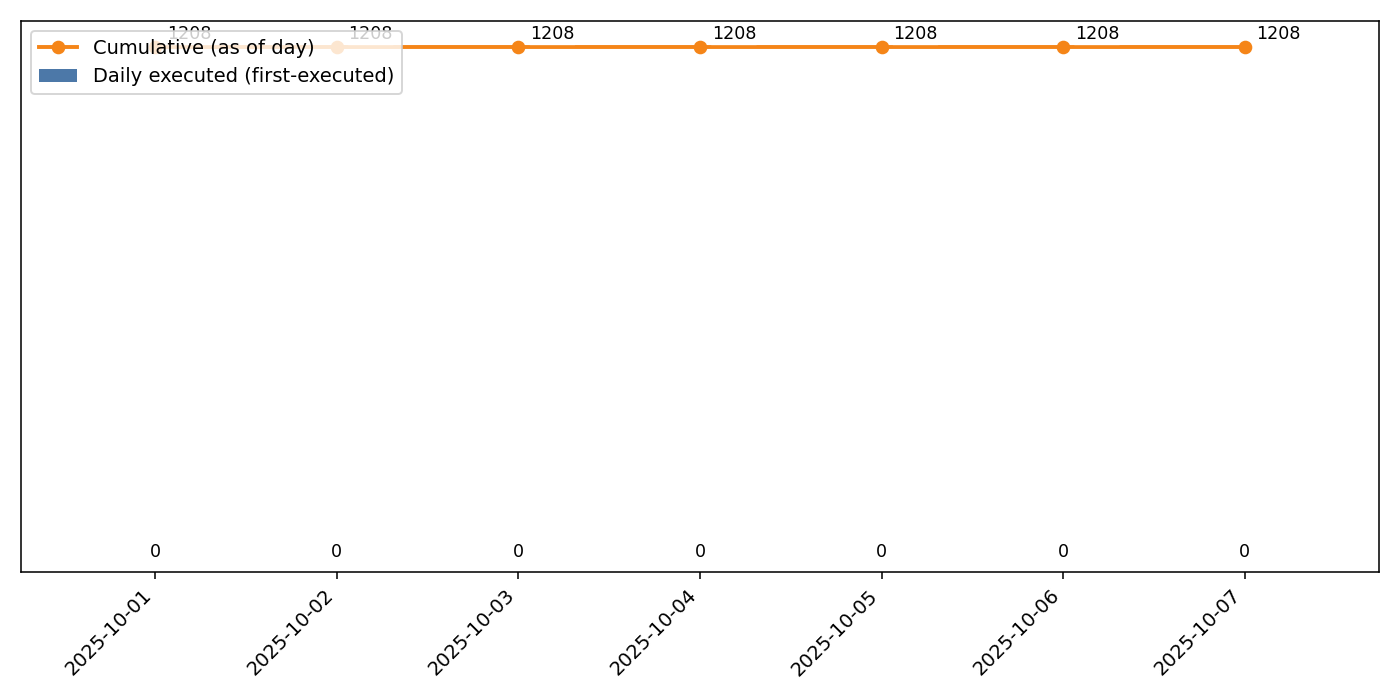 1208 1208 1208 1208 1208 1208 1208
Cumulative (as of day)
Daily executed (first-executed)
0 0 0 0 0 0 0
2025-10-01 2025-10-02 2025-10-03 2025-10-04 2025-10-05 2025-10-06 2025-10-07